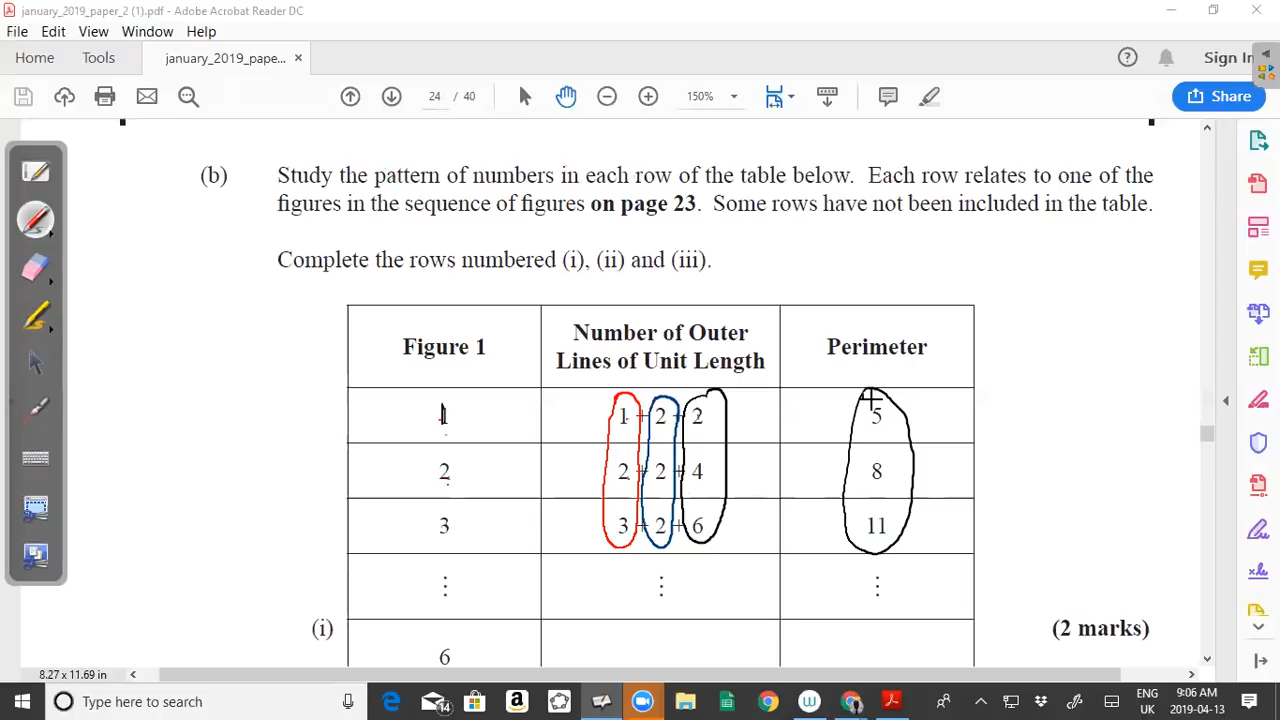 january_2019_paper_2 (1).pdf - Adobe Acrobat Reader DC
File Edit View Window Help
Home Tools january_2019_pape... × Sign In
24 / 40 150% Share
(b) Study the pattern of numbers in each row of the table below. Each row relates to one of the
figures in the sequence of figures on page 23. Some rows have not been included in the table.
Complete the rows numbered (i), (ii) and (iii).
Figure 1 Number of Outer Lines of Unit Length Perimeter
1 1 + 2 + 2 5
2 2 + 2 + 4 8
3 3 + 2 + 6 11
⋮ ⋮ ⋮
(i) 6 (2 marks)
8.27 x 11.69 in
Type here to search 14 ENG 9:06 AM
UK 2019-04-13